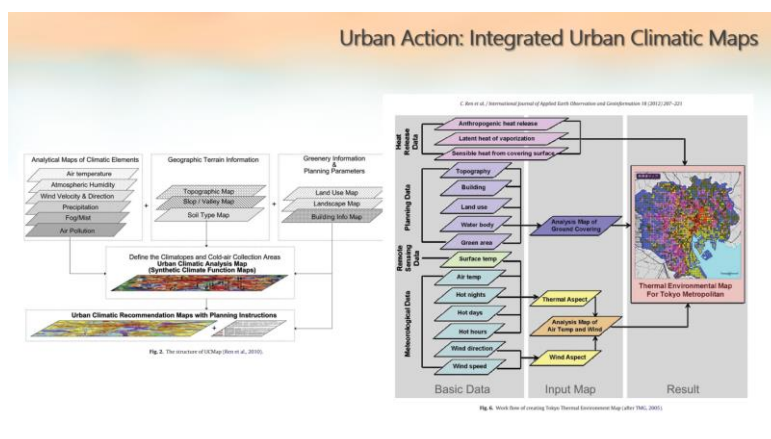 Urban Action: Integrated Urban Climatic Maps
Analytical Maps of Climatic Elements
Air temperature
Atmospheric Humidity
Wind Velocity & Direction
Precipitation
Fog/Mist
Air Pollution
+
Geographic Terrain Information
Topographic Map
Slop / Valley Map
Soil Type Map
+
Greenery Information
&
Planning Parameters
Land Use Map
Landscape Map
Building Info Map
Define the Climatopes and Cold-air Collection Areas
Urban Climatic Analysis Map
(Synthetic Climate Function Maps)
Urban Climatic Recommendation Maps with Planning Instructions
+
Fig. 2. The structure of UCMap (Ren et al., 2010).
C. Ren et al. / International Journal of Applied Earth Observation and Geoinformation 18 (2012) 207–221
Heat
Release
Data
Anthropogenic heat release
Latent heat of vaporization
Sensible heat from covering surface
Planning Data
Topography
Building
Land use
Water body
Green area
Remote
Sensing
Data
Surface temp
Meteorological Data
Air temp
Hot nights
Hot days
Hot hours
Wind direction
Wind speed
Analysis Map of
Ground Covering
Thermal Aspect
Analysis Map of
Air Temp and Wind
Wind Aspect
Thermal Environmental Map
For Tokyo Metropolitan
Basic Data
Input Map
Result
Fig. 6. Work flow of creating Tokyo Thermal Environment Map (after TMG, 2005).